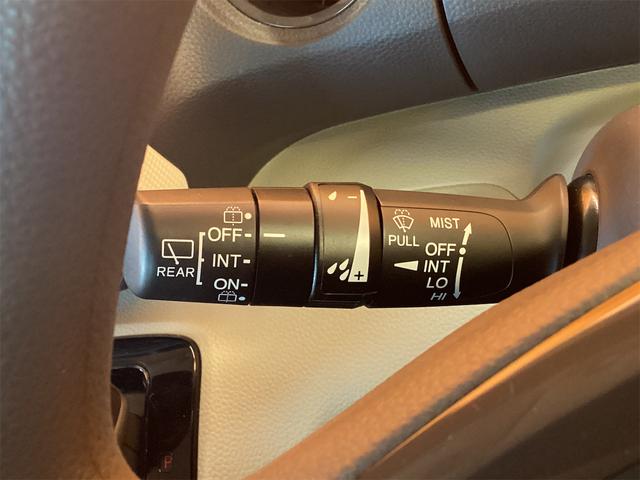 OFF
INT
REAR
ON
−
+
MIST
PULL
OFF
INT
LO
HI
P